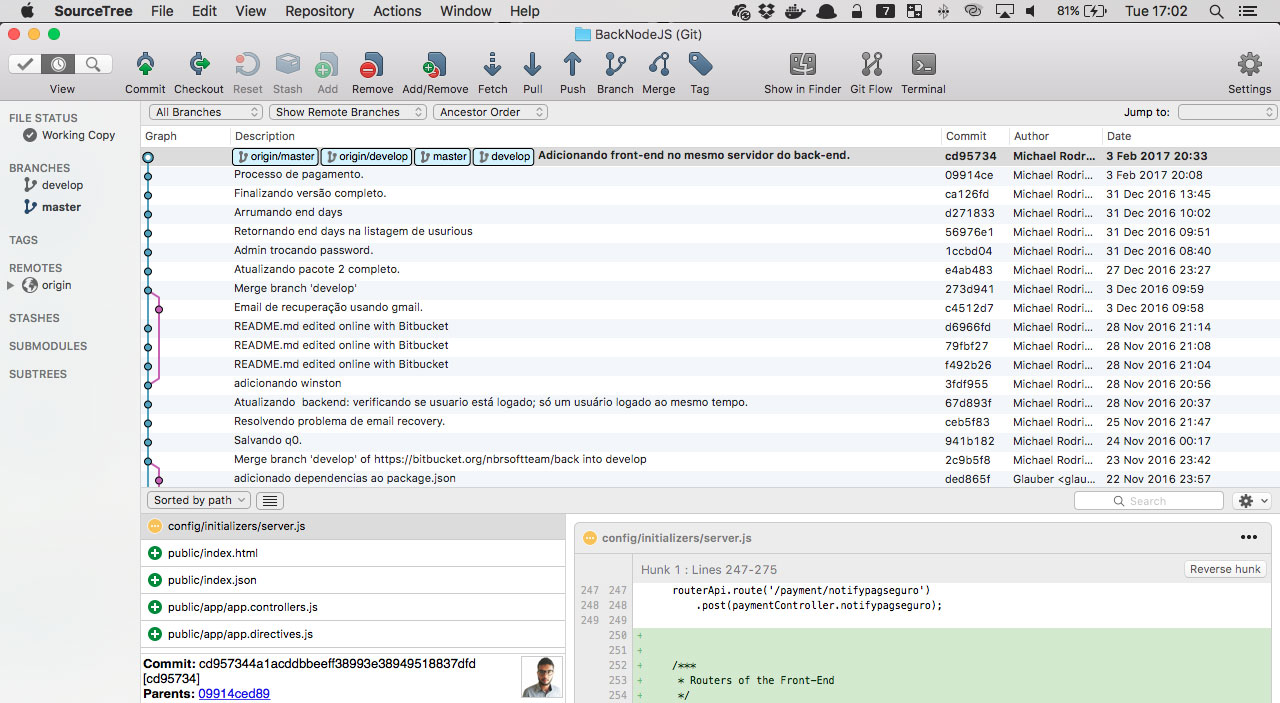 SourceTree File Edit View Repository Actions Window Help 7 81% Tue 17:02
BackNodeJS (Git)
View Commit Checkout Reset Stash Add Remove Add/Remove Fetch Pull Push Branch Merge Tag Show in Finder Git Flow Terminal Settings
FILE STATUS
Working Copy
BRANCHES
develop
master
TAGS
REMOTES
origin
STASHES
SUBMODULES
SUBTREES
All Branches Show Remote Branches Ancestor Order Jump to:
Graph Description Commit Author Date
origin/master origin/develop master develop Adicionando front-end no mesmo servidor do back-end. cd95734 Michael Rodr... 3 Feb 2017 20:33
Processo de pagamento. 09914ce Michael Rodri... 3 Feb 2017 20:08
Finalizando versão completo. ca126fd Michael Rodri... 31 Dec 2016 13:45
Arrumando end days d271833 Michael Rodri... 31 Dec 2016 10:02
Retornando end days na listagem de usurious 56976e1 Michael Rodri... 31 Dec 2016 09:51
Admin trocando password. 1ccbd04 Michael Rodri... 31 Dec 2016 08:40
Atualizando pacote 2 completo. e4ab483 Michael Rodri... 27 Dec 2016 23:27
Merge branch 'develop' 273d941 Michael Rodri... 3 Dec 2016 09:59
Email de recuperação usando gmail. c4512d7 Michael Rodri... 3 Dec 2016 09:58
README.md edited online with Bitbucket d6966fd Michael Rodri... 28 Nov 2016 21:14
README.md edited online with Bitbucket 79fbf27 Michael Rodri... 28 Nov 2016 21:08
README.md edited online with Bitbucket f492b26 Michael Rodri... 28 Nov 2016 21:04
adicionando winston 3fdf955 Michael Rodri... 28 Nov 2016 20:56
Atualizando backend: verificando se usuario está logado; só um usuário logado ao mesmo tempo. 67d893f Michael Rodri... 28 Nov 2016 20:37
Resolvendo problema de email recovery. ceb5f83 Michael Rodri... 25 Nov 2016 21:47
Salvando q0. 941b182 Michael Rodri... 24 Nov 2016 00:17
Merge branch 'develop' of https://bitbucket.org/nbrsoftteam/back into develop 2c9b5f8 Michael Rodri... 23 Nov 2016 23:42
adicionado dependencias ao package.json ded865f Glauber <glau... 22 Nov 2016 23:57
Sorted by path Search
config/initializers/server.js
public/index.html
public/index.json
public/app/app.controllers.js
public/app/app.directives.js
Commit: cd957344a1acddbbeeff38993e38949518837dfd
[cd95734]
Parents: 09914ced89
config/initializers/server.js
Hunk 1 : Lines 247-275 Reverse hunk
247 247 routerApi.route('/payment/notifypagseguro')
248 248 .post(paymentController.notifypagseguro);
249 249
250 +
251 +
252 + /***
253 + * Routers of the Front-End
254 + */